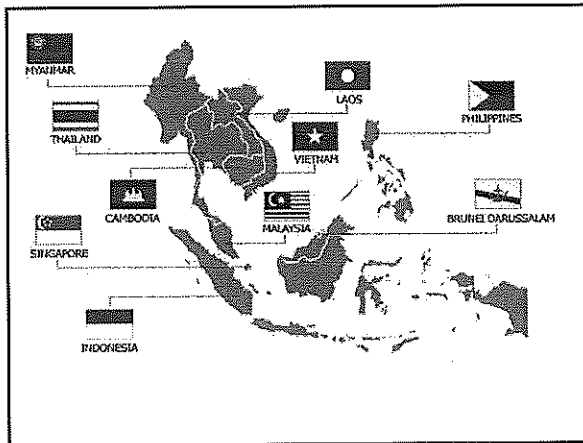 MYANMAR
LAOS
PHILIPPINES
THAILAND
VIETNAM
CAMBODIA
MALAYSIA
BRUNEI DARUSSALAM
SINGAPORE
INDONESIA